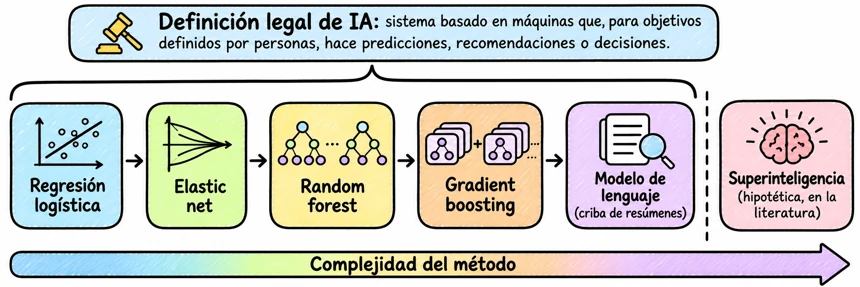 Definición legal de IA: sistema basado en máquinas que, para objetivos
definidos por personas, hace predicciones, recomendaciones o decisiones.
Regresión
logística
Elastic
net
...
Random
forest
+
...
Gradient
boosting
Modelo de
lenguaje
(criba de resúmenes)
Superinteligencia
(hipotética, en la
literatura)
Complejidad del método